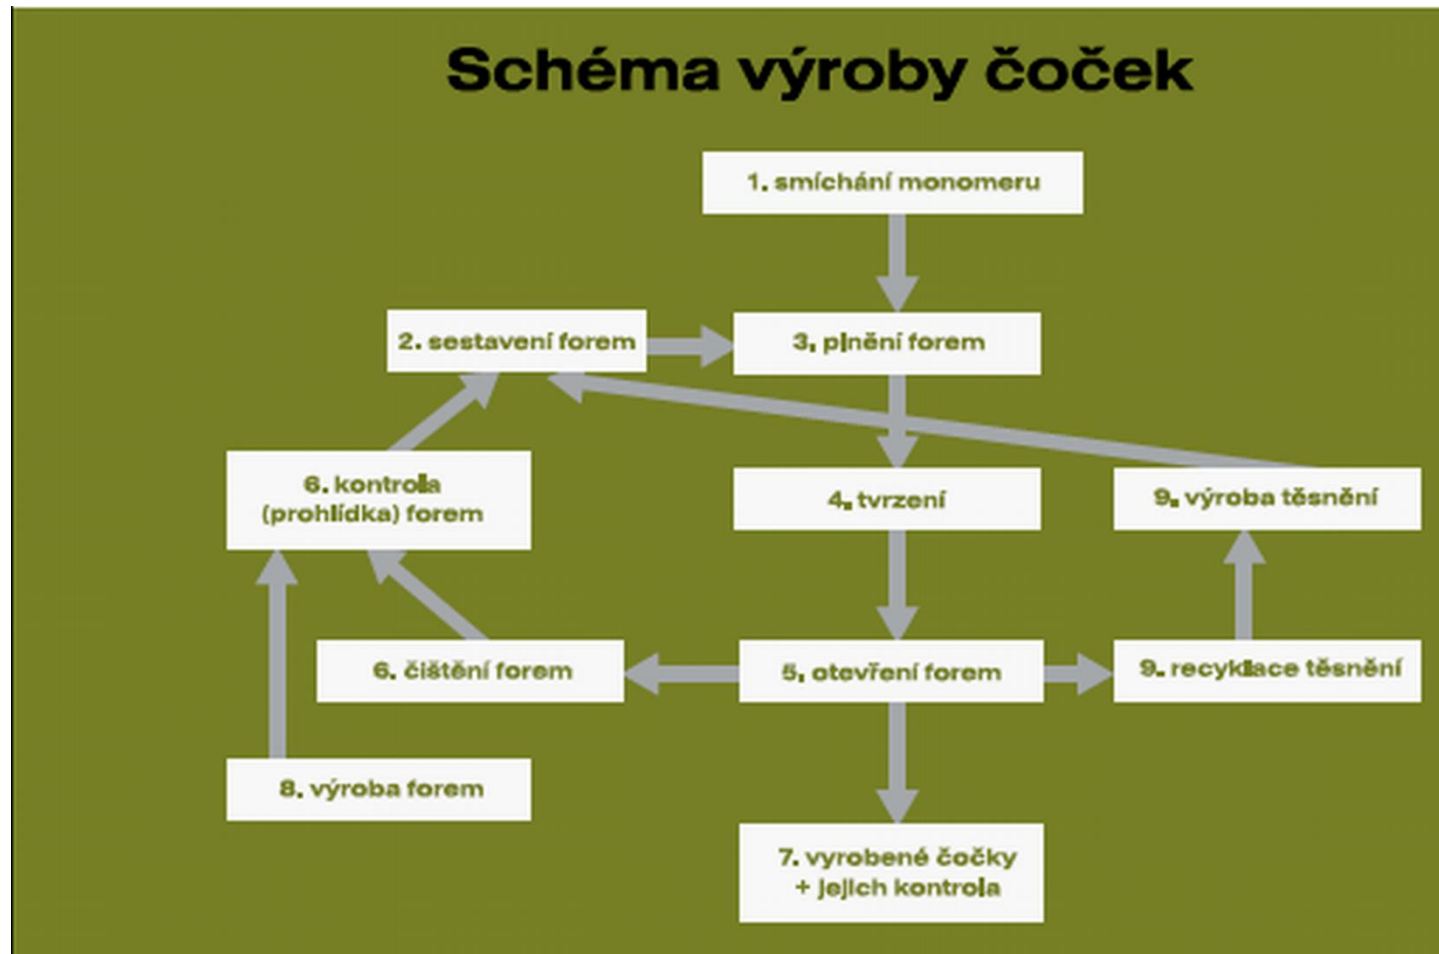 Schéma výroby čoček
1. smíchání monomeru
2. sestavení forem
3. plnění forem
6. kontrola
(prohlídka) forem
4. tvrzení
9. výroba těsnění
6. čištění forem
5. otevření forem
9. recyklace těsnění
8. výroba forem
7. vyrobené čočky
+ jejich kontrola